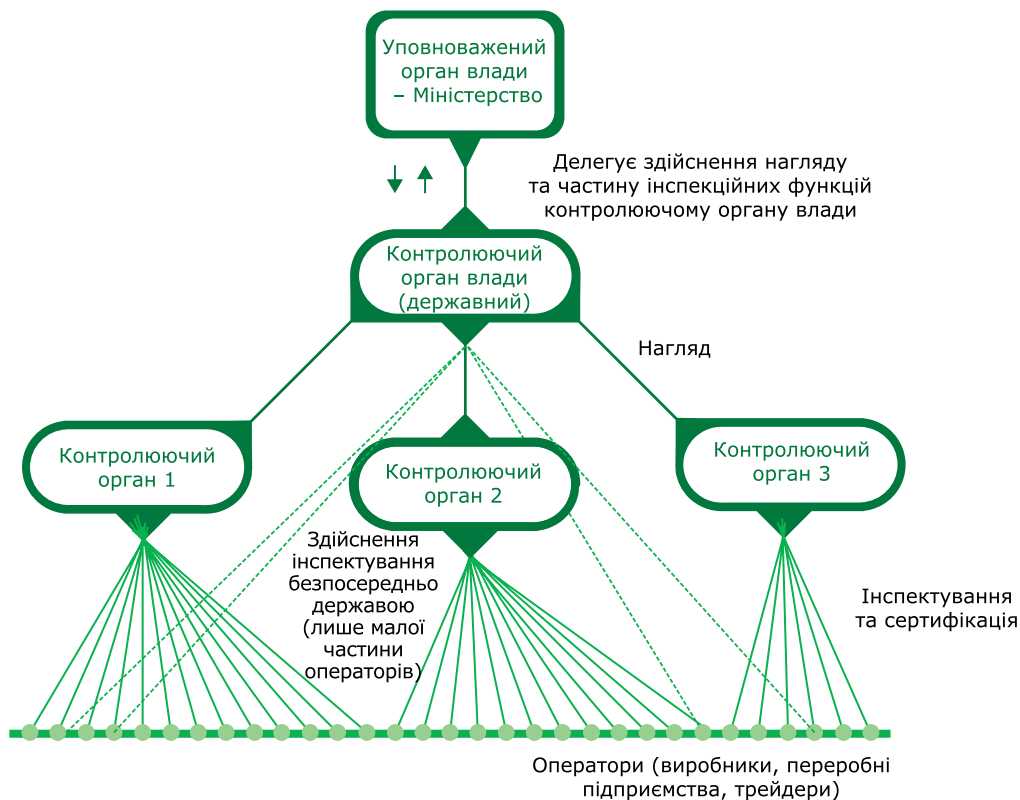 Уповноважений
орган влади
– Міністерство
Делегує здійснення нагляду
та частину інспекційних функцій
контролюючому органу влади
Контролюючий
орган влади
(державний)
Нагляд
Контролюючий
орган 1
Контролюючий
орган 2
Контролюючий
орган 3
Здійснення
інспектування
безпосередньо
державою
(лише малої
частини
операторів)
Інспектування
та сертифікація
Оператори (виробники, переробні
підприємства, трейдери)